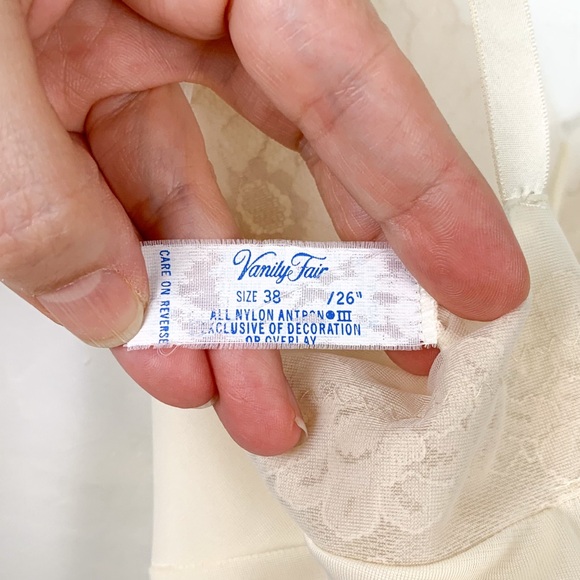 Vanity Fair
SIZE 38 /26"
ALL NYLON ANTRON® III
EXCLUSIVE OF DECORATION
OR OVERLAY
CARE ON REVERSE